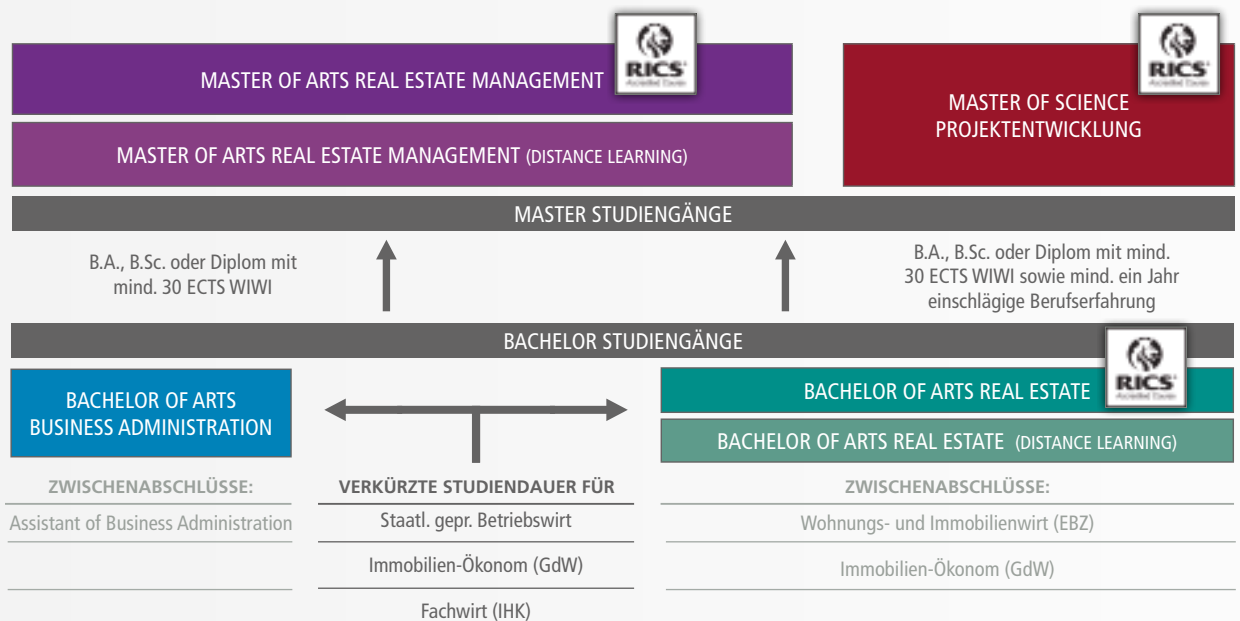 RICS
RICS
MASTER OF ARTS REAL ESTATE MANAGEMENT
MASTER OF ARTS REAL ESTATE MANAGEMENT (DISTANCE LEARNING)
MASTER OF SCIENCE
PROJEKTENTWICKLUNG
MASTER STUDIENGÄNGE
B.A., B.Sc. oder Diplom mit
mind. 30 ECTS WIWI
B.A., B.Sc. oder Diplom mit mind.
30 ECTS WIWI sowie mind. ein Jahr
einschlägige Berufserfahrung
BACHELOR STUDIENGÄNGE
BACHELOR OF ARTS
BUSINESS ADMINISTRATION
BACHELOR OF ARTS REAL ESTATE
RICS
BACHELOR OF ARTS REAL ESTATE (DISTANCE LEARNING)
ZWISCHENABSCHLÜSSE:
Assistant of Business Administration
VERKÜRZTE STUDIENDAUER FÜR
Staatl. gepr. Betriebswirt
Immobilien-Ökonom (GdW)
Fachwirt (IHK)
ZWISCHENABSCHLÜSSE:
Wohnungs- und Immobilienwirt (EBZ)
Immobilien-Ökonom (GdW)